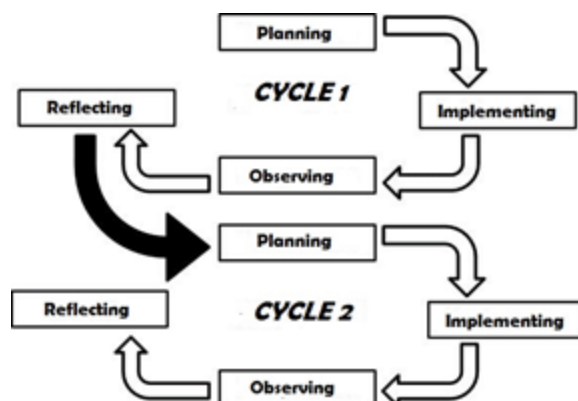 Planning
CYCLE 1
Reflecting
Implementing
Observing
Planning
Reflecting
CYCLE 2
Implementing
Observing